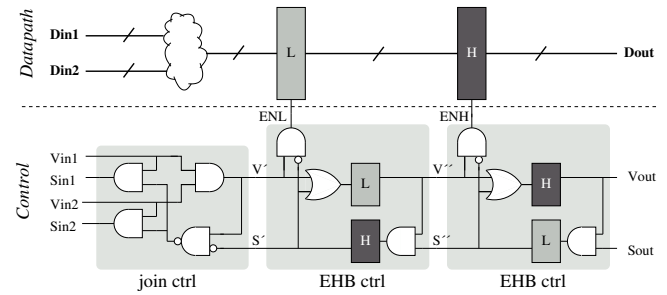 Datapath
Din1
Din2
L
H
Dout
ENL
ENH
Control
Vin1
Sin1
Vin2
Sin2
V´
V´´
Vout
L
H
S´
H
S´´
L
Sout
join ctrl
EHB ctrl
EHB ctrl